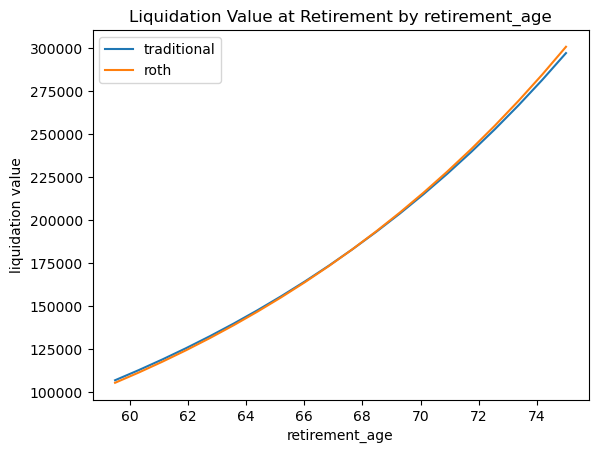 Liquidation Value at Retirement by retirement_age
traditional
roth
liquidation value
300000
275000
250000
225000
200000
175000
150000
125000
100000
60 62 64 66 68 70 72 74
retirement_age